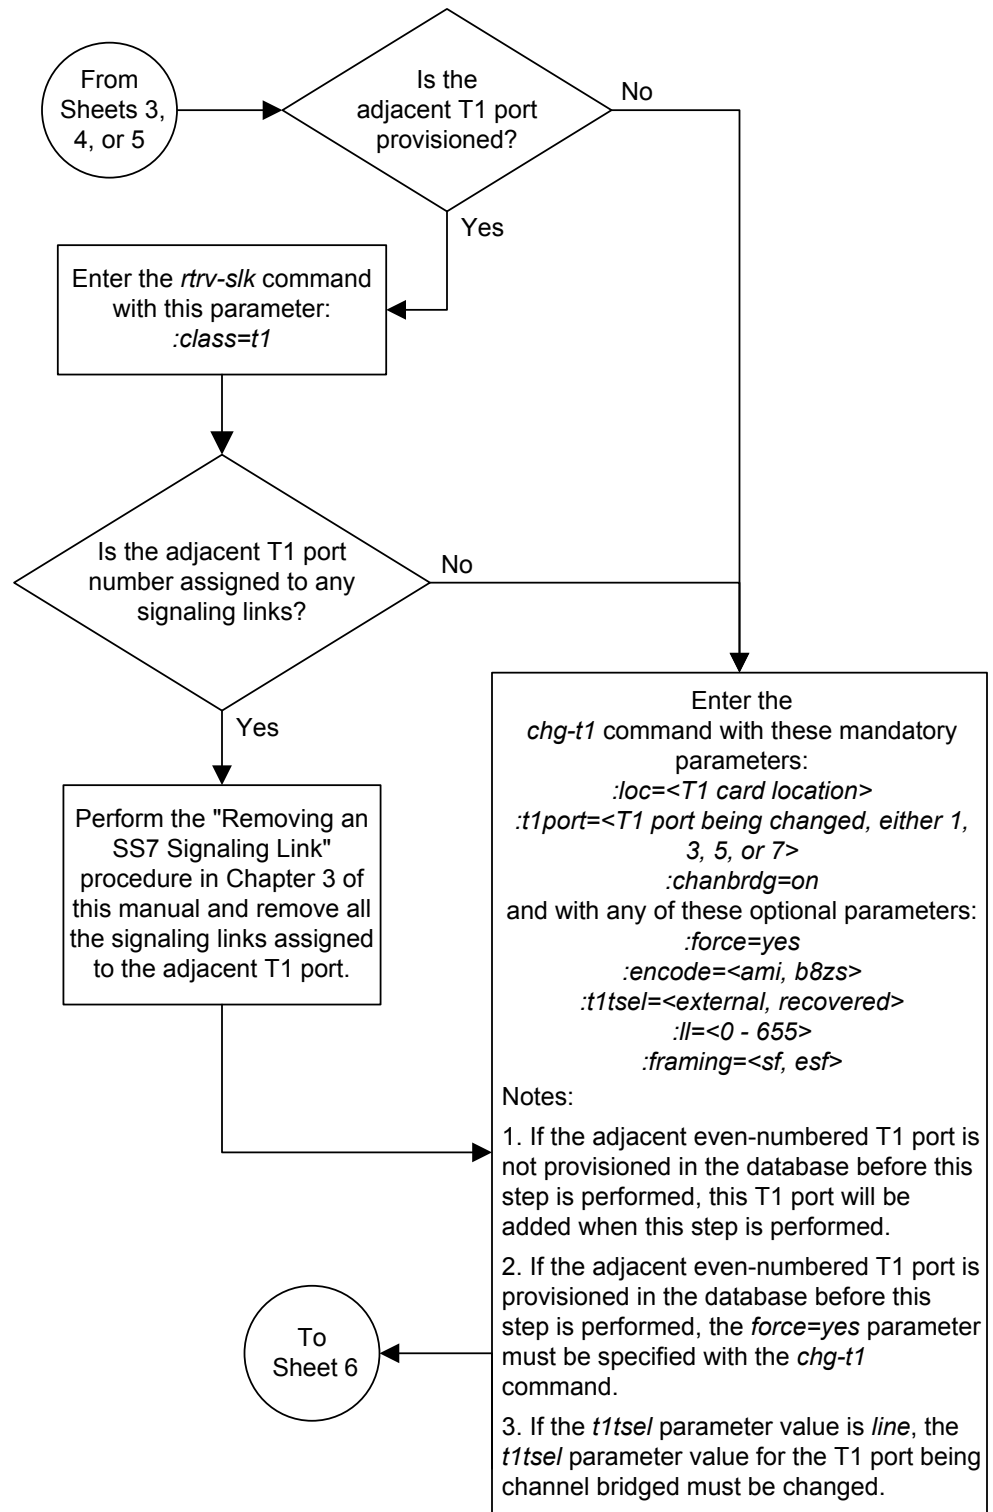 From
Sheets 3,
4, or 5
Is the
adjacent T1 port
provisioned?
No
Yes
Enter the rtrv-slk command
with this parameter:
:class=t1
Is the adjacent T1 port
number assigned to any
signaling links?
No
Yes
Perform the "Removing an
SS7 Signaling Link"
procedure in Chapter 3 of
this manual and remove all
the signaling links assigned
to the adjacent T1 port.
Enter the
chg-t1 command with these mandatory
parameters:
:loc=<T1 card location>
:t1port=<T1 port being changed, either 1,
3, 5, or 7>
:chanbrdg=on
and with any of these optional parameters:
:force=yes
:encode=<ami, b8zs>
:t1tsel=<external, recovered>
:ll=<0 - 655>
:framing=<sf, esf>
Notes:
1. If the adjacent even-numbered T1 port is
not provisioned in the database before this
step is performed, this T1 port will be
added when this step is performed.
2. If the adjacent even-numbered T1 port is
provisioned in the database before this
step is performed, the force=yes parameter
must be specified with the chg-t1
command.
3. If the t1tsel parameter value is line, the
t1tsel parameter value for the T1 port being
channel bridged must be changed.
To
Sheet 6